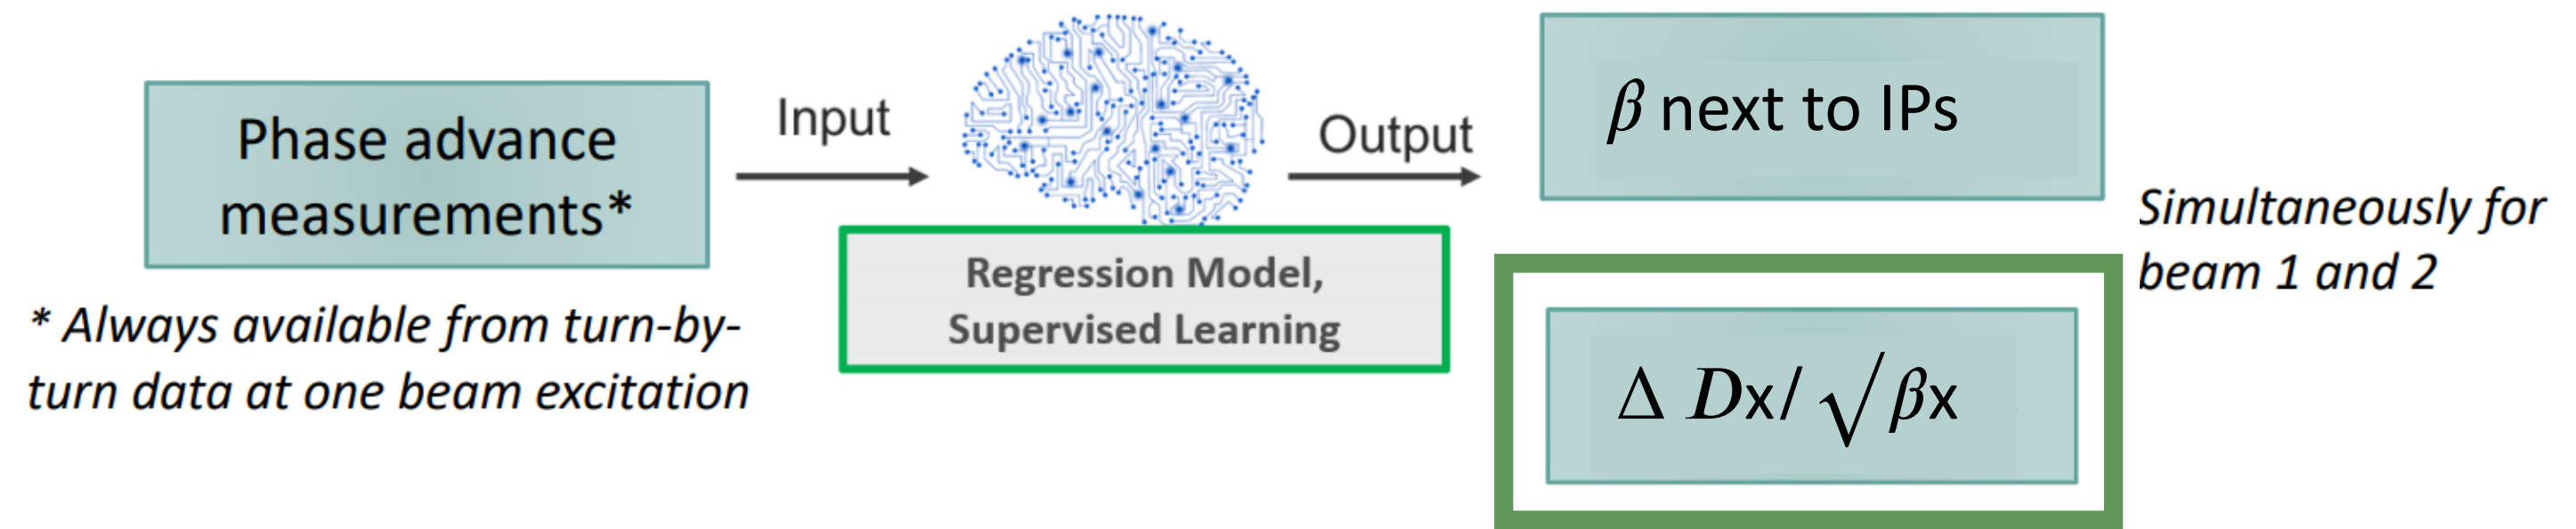 Phase advance
measurements*
* Always available from turn-by-
turn data at one beam excitation
Input
Regression Model,
Supervised Learning
Output
β next to IPs
Δ Dx/ √βx
Simultaneously for
beam 1 and 2